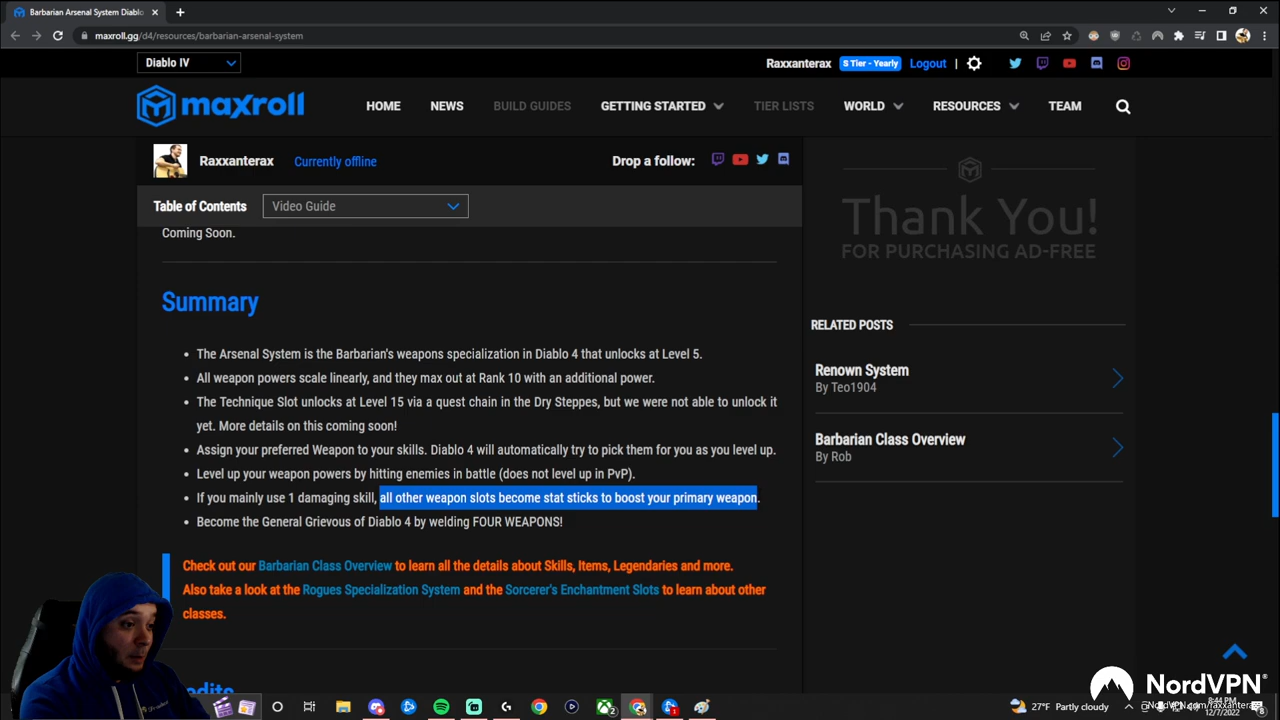 Barbarian Arsenal System Diablo
maxroll.gg/d4/resources/barbarian-arsenal-system
Diablo IV
Raxxanterax S Tier - Yearly Logout |
maxroll HOME NEWS BUILD GUIDES GETTING STARTED TIER LISTS WORLD RESOURCES TEAM
Raxxanterax Currently offline Drop a follow:
Table of Contents Video Guide
Coming Soon.
Summary
• The Arsenal System is the Barbarian's weapons specialization in Diablo 4 that unlocks at Level 5.
• All weapon powers scale linearly, and they max out at Rank 10 with an additional power.
• The Technique Slot unlocks at Level 15 via a quest chain in the Dry Steppes, but we were not able to unlock it
yet. More details on this coming soon!
• Assign your preferred Weapon to your skills. Diablo 4 will automatically try to pick them for you as you level up.
• Level up your weapon powers by hitting enemies in battle (does not level up in PvP).
• If you mainly use 1 damaging skill, all other weapon slots become stat sticks to boost your primary weapon.
• Become the General Grievous of Diablo 4 by welding FOUR WEAPONS!
Check out our Barbarian Class Overview to learn all the details about Skills, Items, Legendaries and more.
Also take a look at the Rogues Specialization System and the Sorcerer's Enchantment Slots to learn about other
classes.
edits
Thank You!
FOR PURCHASING AD-FREE
RELATED POSTS
Renown System
By Teo1904
Barbarian Class Overview
By Rob
NordVPN
27°F Partly cloudy
8:44 PM
12/7/2022